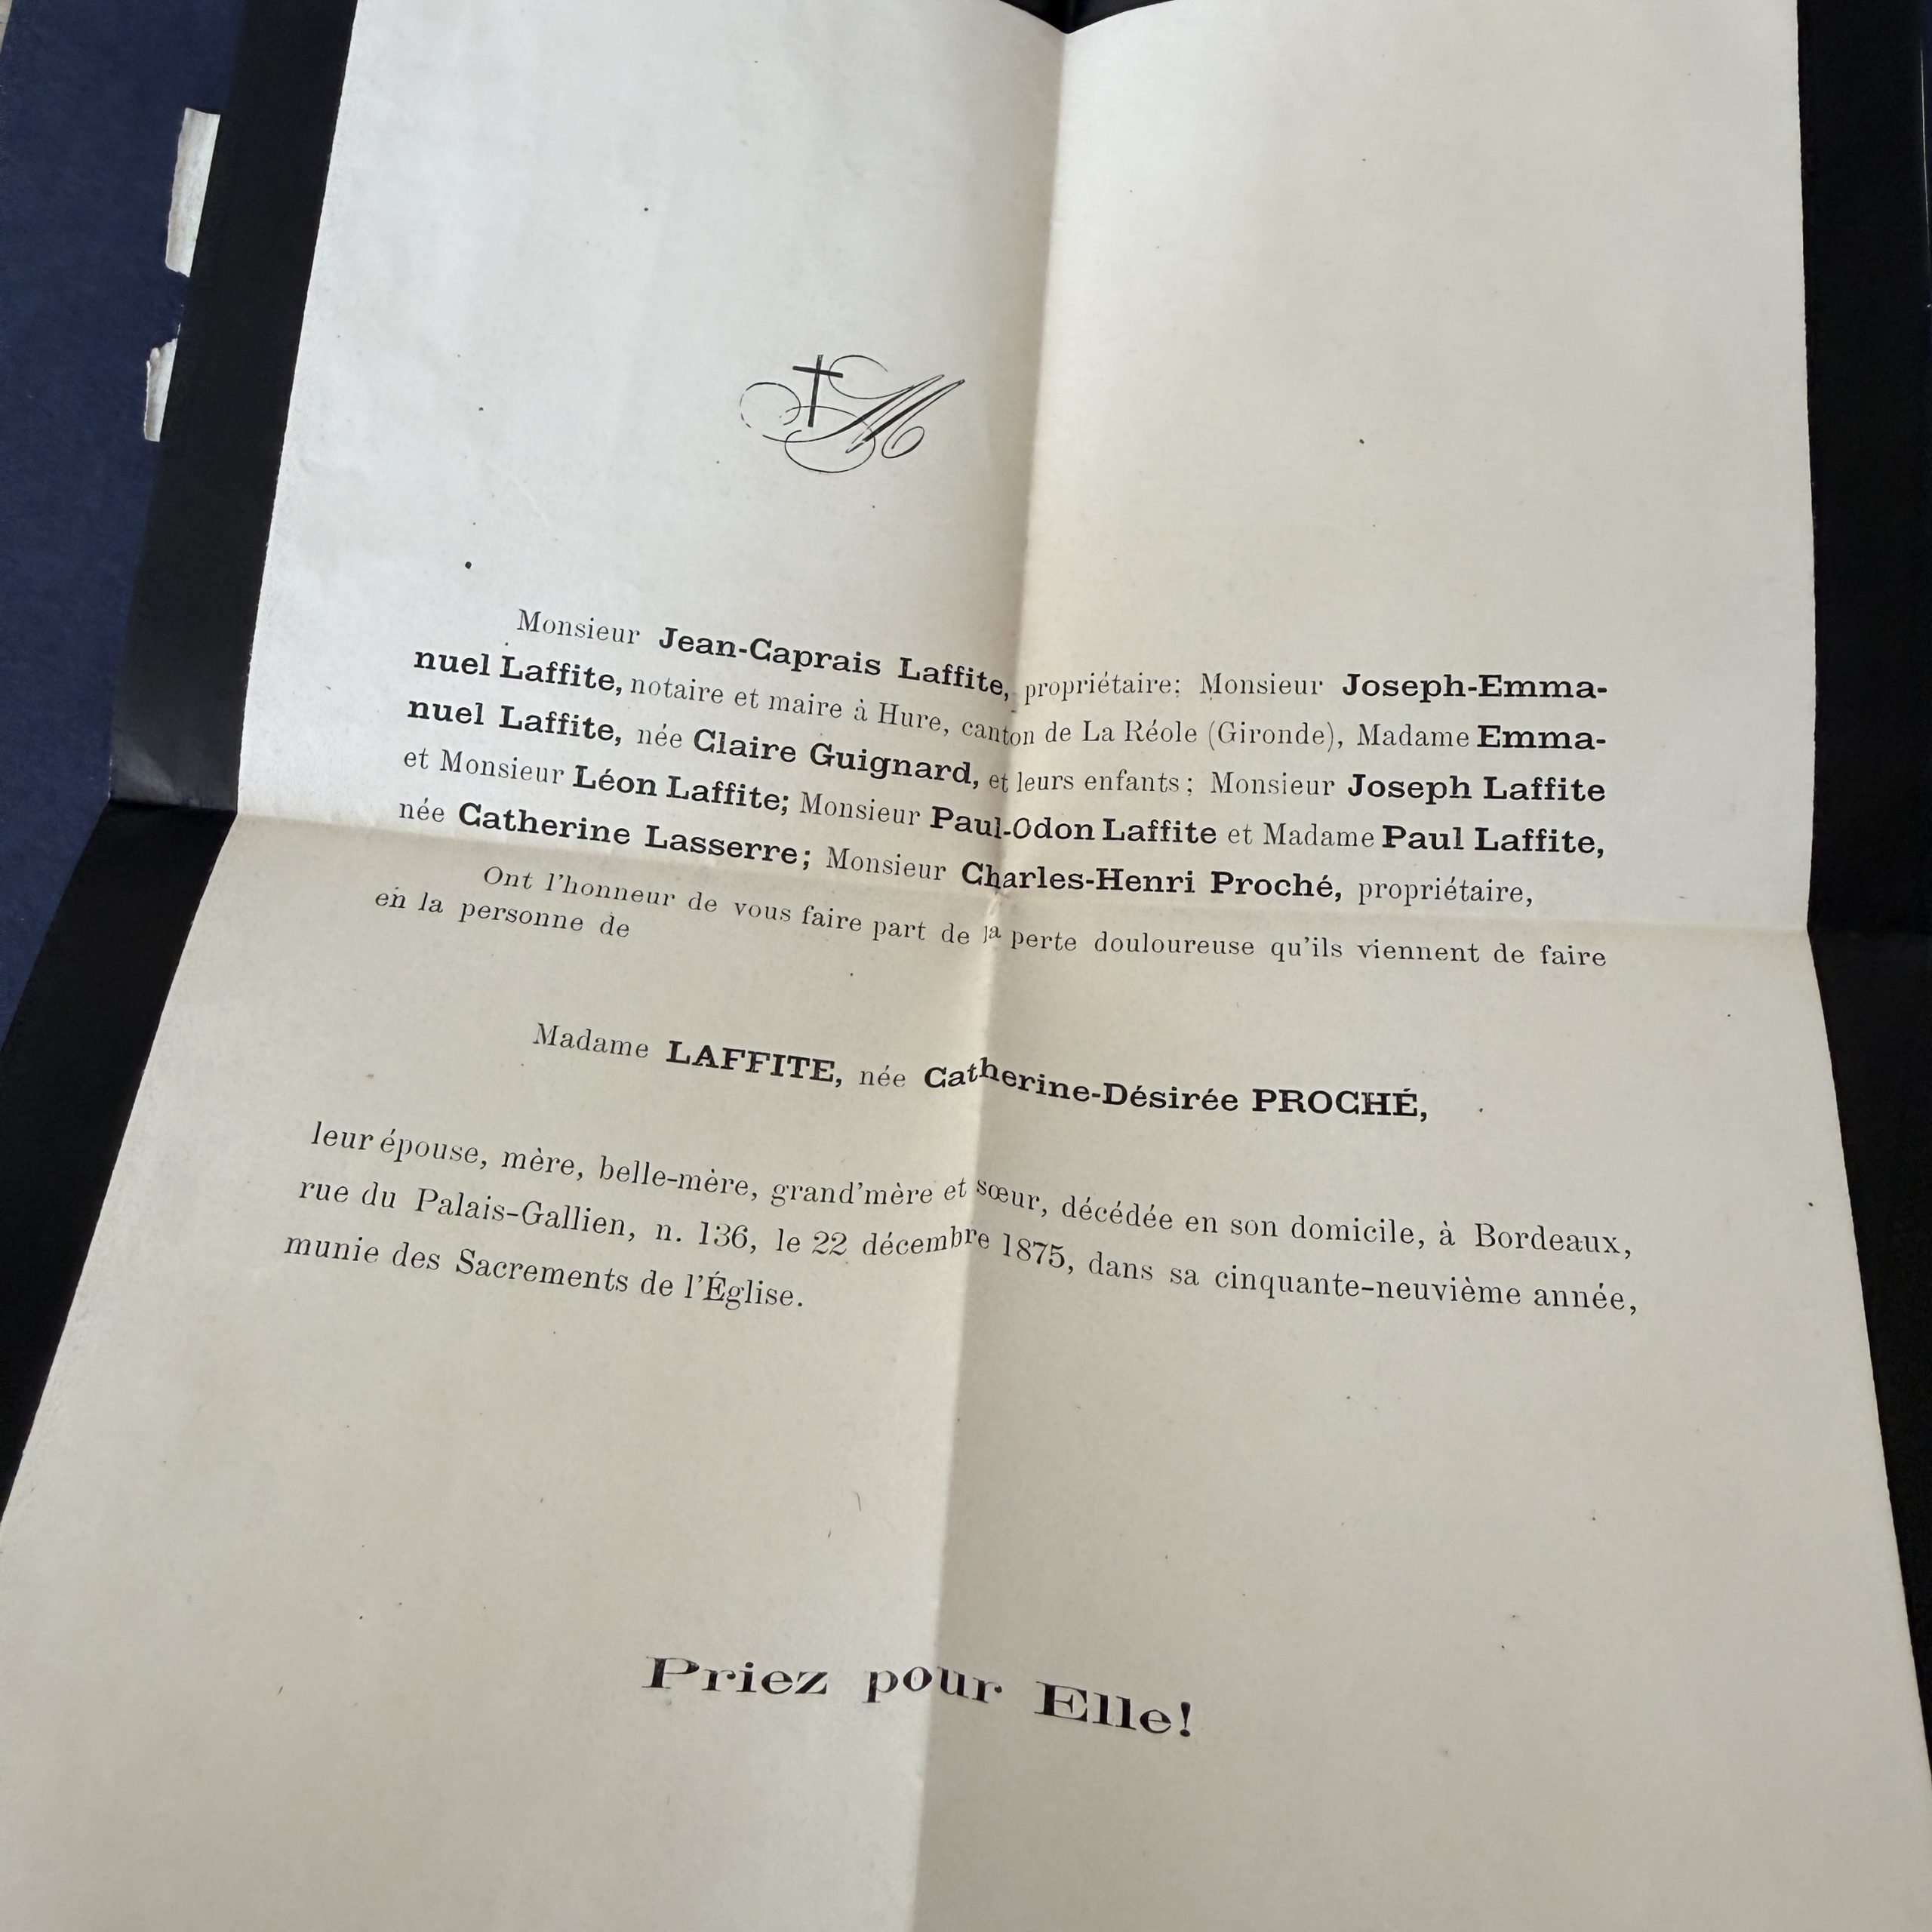 M
Monsieur Jean-Caprais Laffite, propriétaire; Monsieur Joseph-Emma-
nuel Laffite, notaire et maire à Hure, canton de La Réole (Gironde), Madame Emma-
nuel Laffite, née Claire Guignard, et leurs enfants; Monsieur Joseph Laffite
et Monsieur Léon Laffite; Monsieur Paul-Odon Laffite et Madame Paul Laffite,
née Catherine Lasserre; Monsieur Charles-Henri Proché, propriétaire,
Ont l'honneur de vous faire part de la perte douloureuse qu'ils viennent de faire
en la personne de
Madame LAFFITE, née Catherine-Désirée PROCHÉ,
leur épouse, mère, belle-mère, grand'mère et sœur, décédée en son domicile, à Bordeaux,
rue du Palais-Gallien, n. 136, le 22 décembre 1875, dans sa cinquante-neuvième année,
munie des Sacrements de l'Église.
Priez pour Elle!